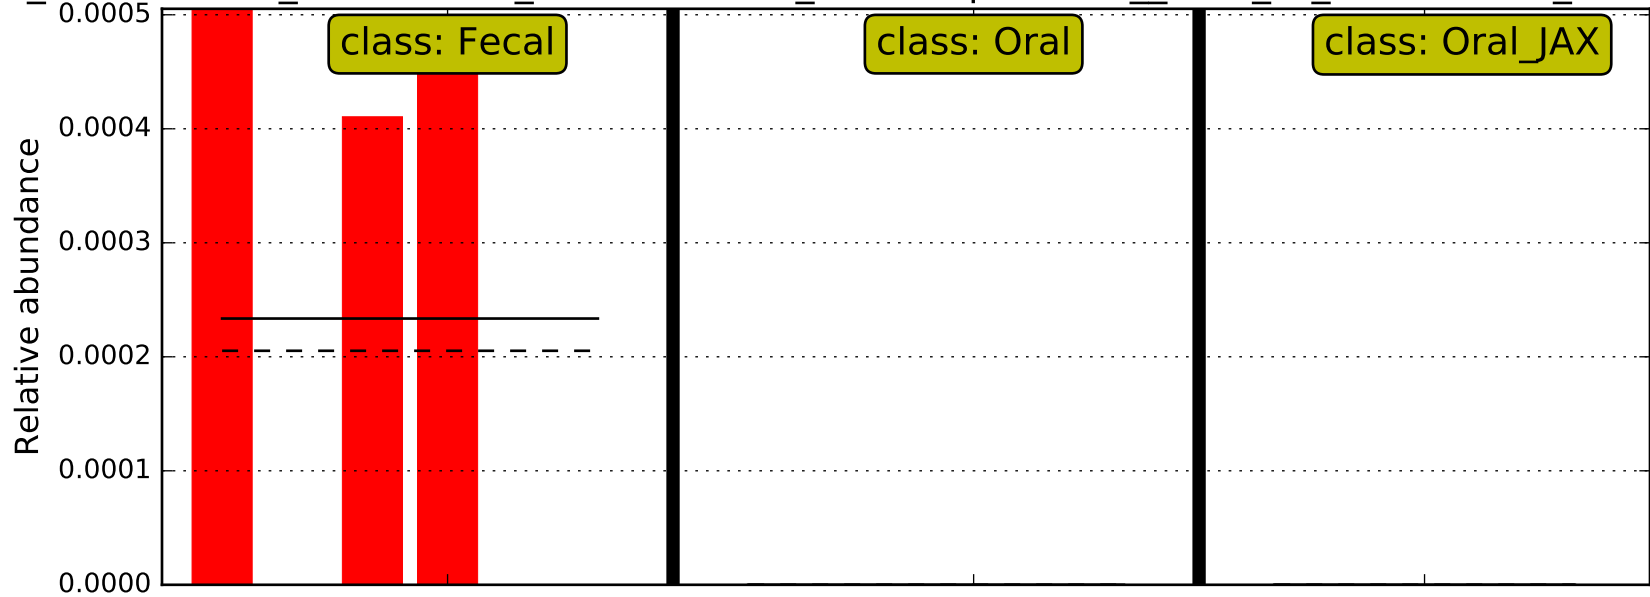 0.0005
class: Fecal
class: Oral
class: Oral_JAX
0.0004
0.0003
0.0002
0.0001
0.0000
Relative abundance